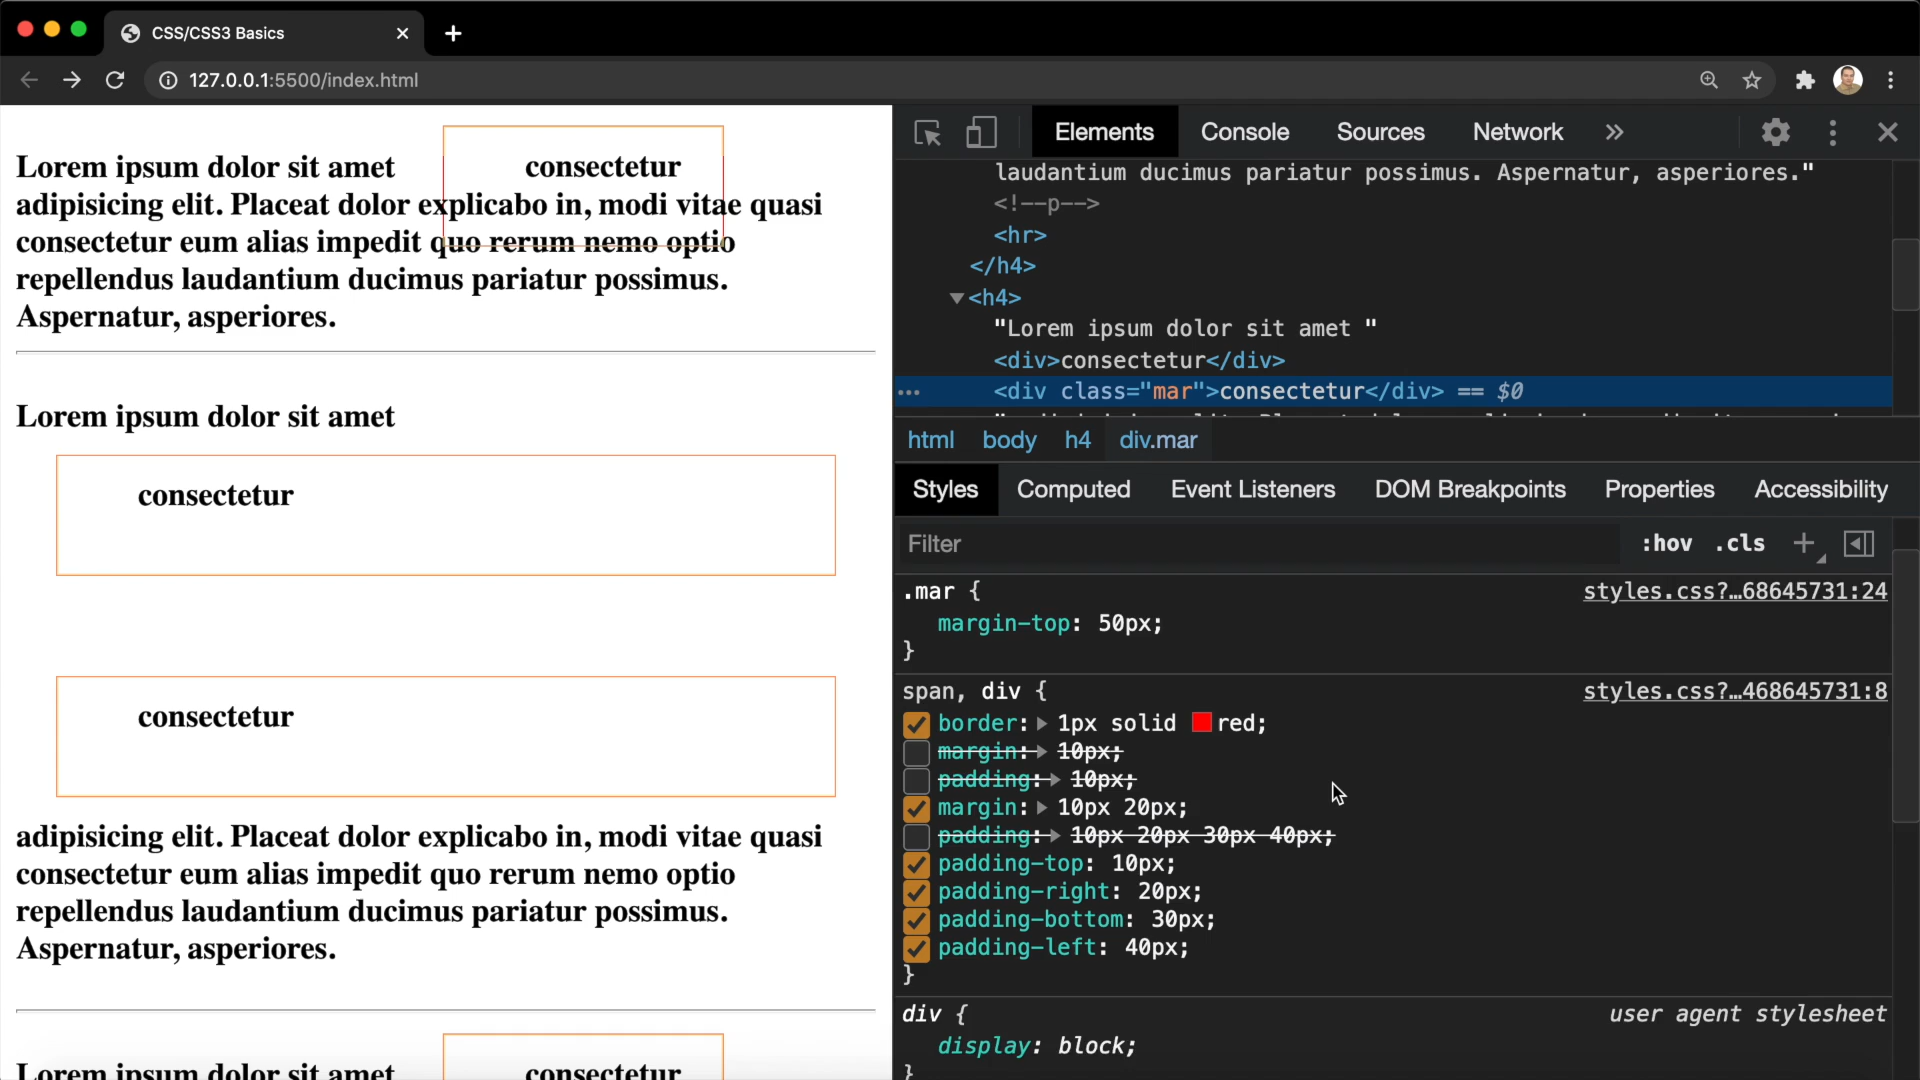 CSS/CSS3 Basics
127.0.0.1:5500/index.html
Lorem ipsum dolor sit amet consectetur
adipisicing elit. Placeat dolor explicabo in, modi vitae quasi
consectetur eum alias impedit quo rerum nemo optio
repellendus laudantium ducimus pariatur possimus.
Aspernatur, asperiores.
Lorem ipsum dolor sit amet
consectetur
consectetur
adipisicing elit. Placeat dolor explicabo in, modi vitae quasi
consectetur eum alias impedit quo rerum nemo optio
repellendus laudantium ducimus pariatur possimus.
Aspernatur, asperiores.
Lorem ipsum dolor sit amet consectetur
Elements Console Sources Network »
laudantium ducimus pariatur possimus. Aspernatur, asperiores."
<!--p-->
<hr>
</h4>
<h4>
"Lorem ipsum dolor sit amet "
<div>consectetur</div>
<div class="mar">consectetur</div> == $0
html body h4 div.mar
Styles Computed Event Listeners DOM Breakpoints Properties Accessibility
Filter :hov .cls
.mar { styles.css?…68645731:24
margin-top: 50px;
}
span, div { styles.css?…468645731:8
border: 1px solid red;
margin: 10px;
padding: 10px;
margin: 10px 20px;
padding: 10px 20px 30px 40px;
padding-top: 10px;
padding-right: 20px;
padding-bottom: 30px;
padding-left: 40px;
}
div { user agent stylesheet
display: block;
}